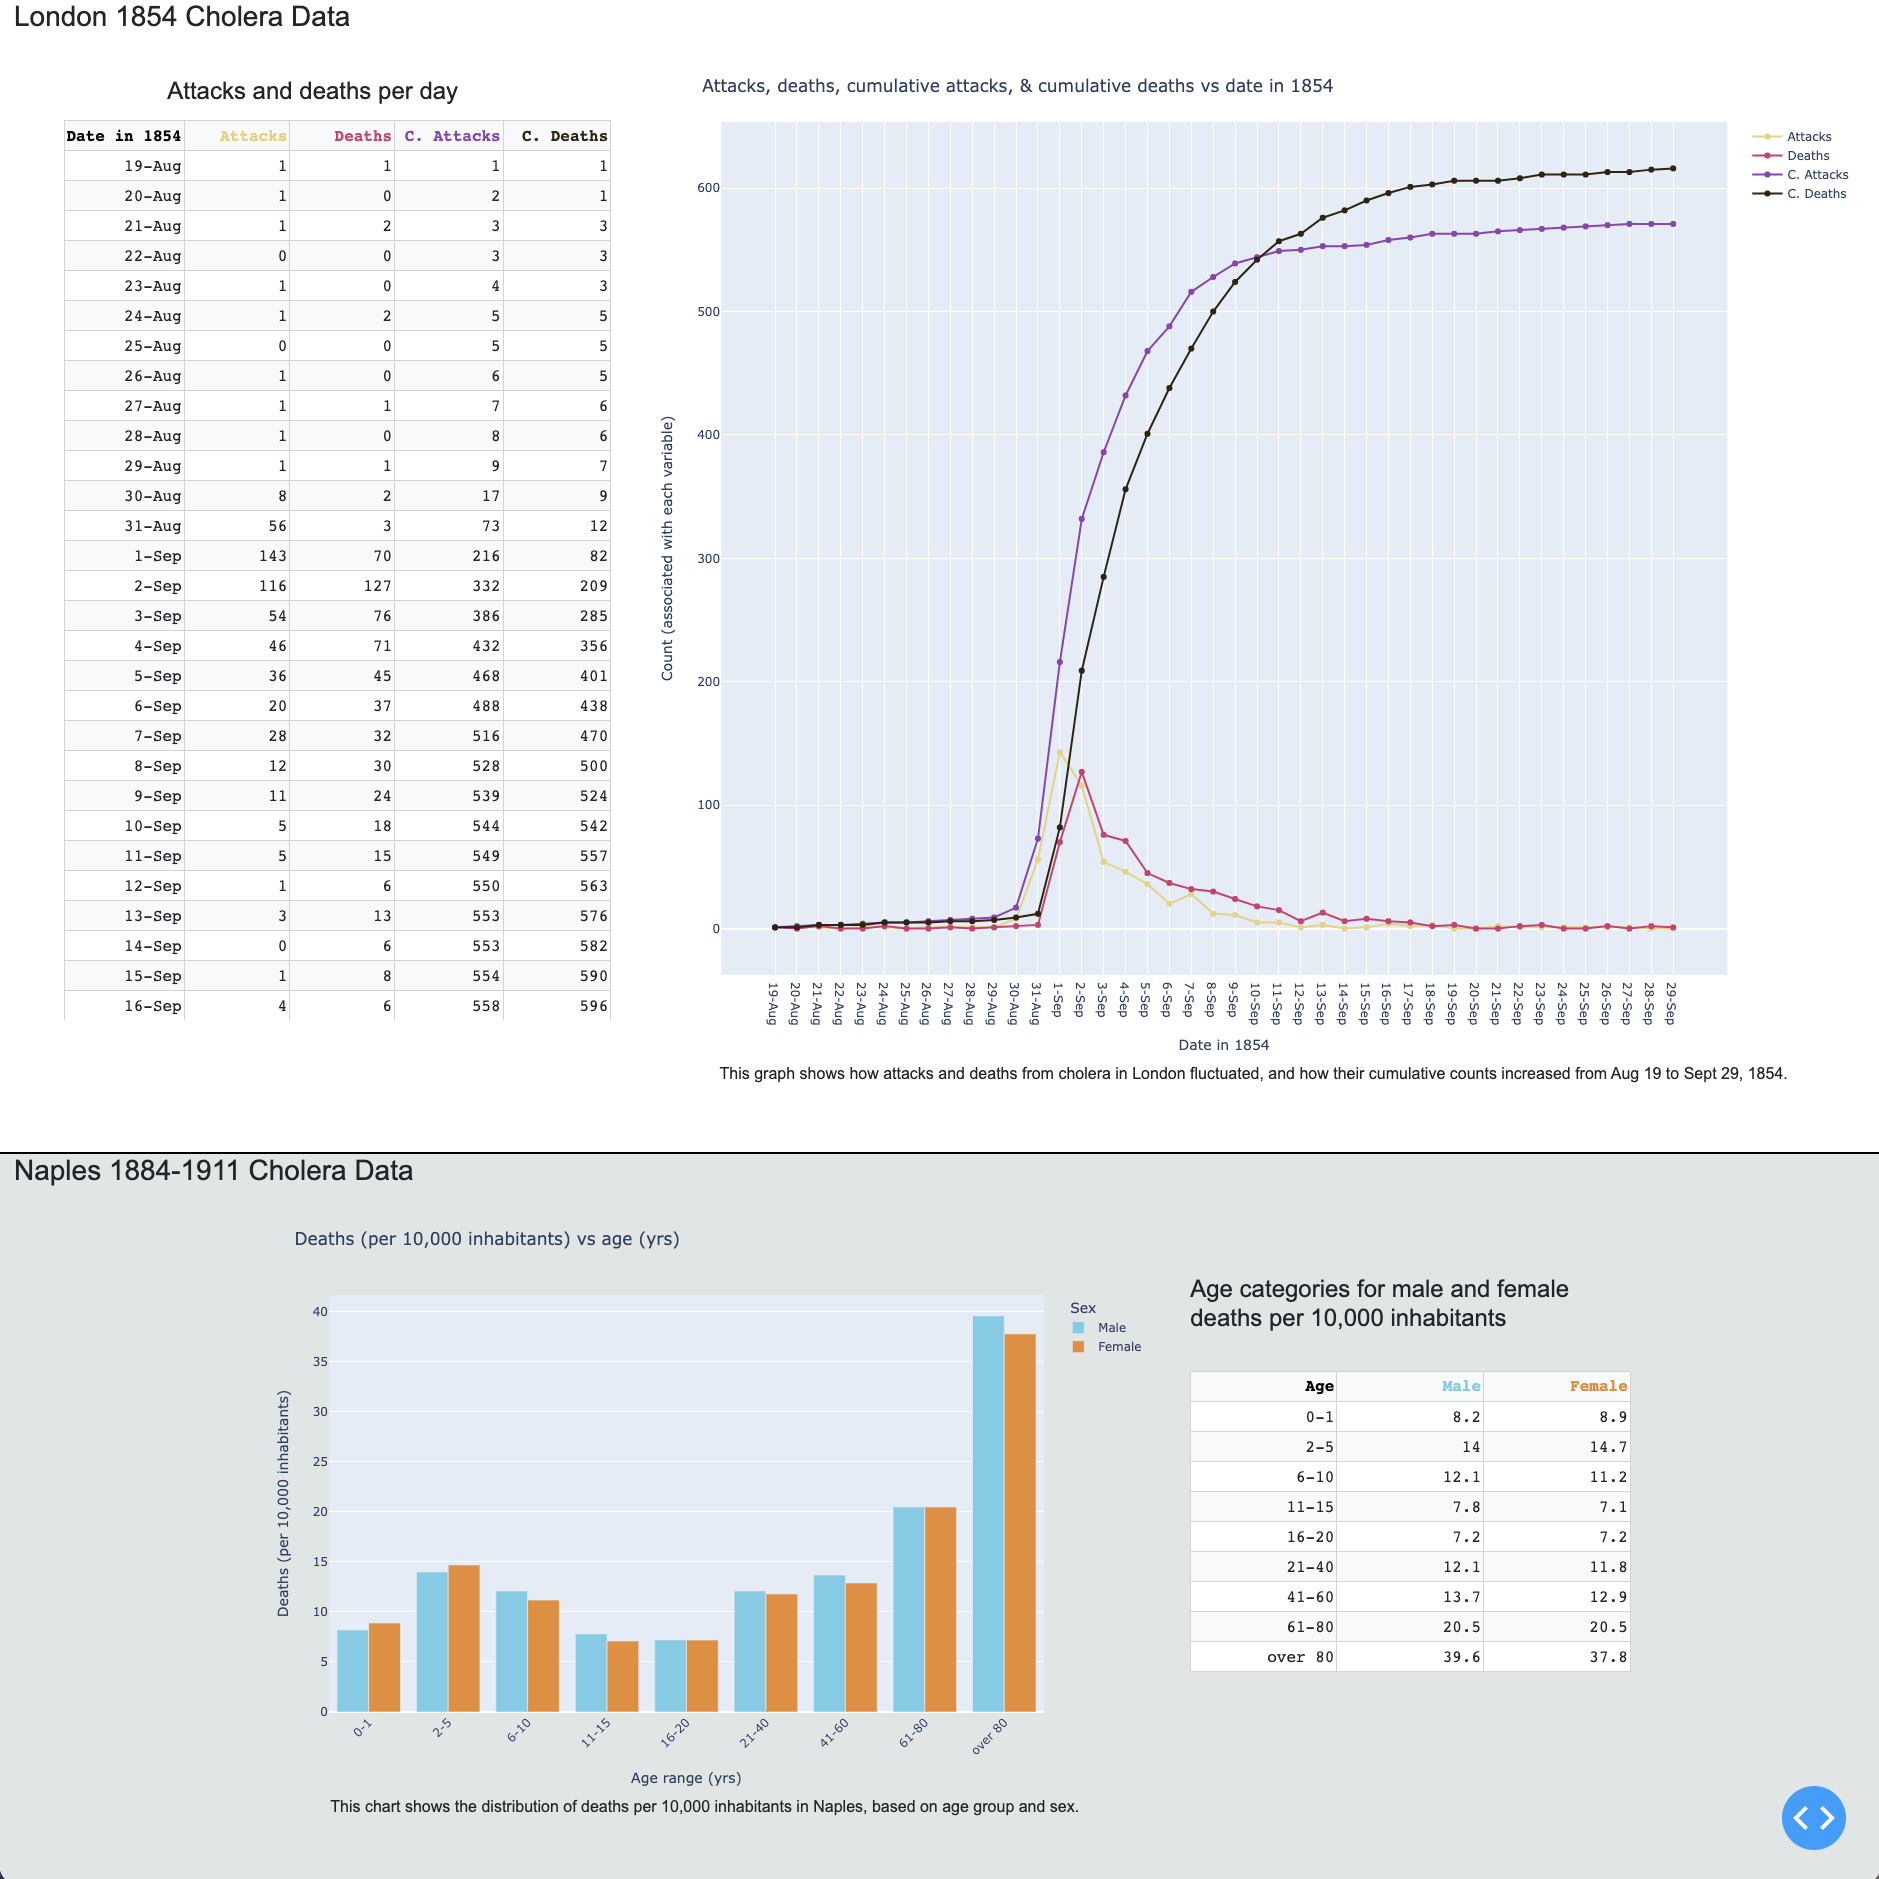 London 1854 Cholera Data
Attacks and deaths per day
Date in 1854 Attacks Deaths C. Attacks C. Deaths
19-Aug 1 1 1 1
20-Aug 1 0 2 1
21-Aug 1 2 3 3
22-Aug 0 0 3 3
23-Aug 1 0 4 3
24-Aug 1 2 5 5
25-Aug 0 0 5 5
26-Aug 1 0 6 5
27-Aug 1 1 7 6
28-Aug 1 0 8 6
29-Aug 1 1 9 7
30-Aug 8 2 17 9
31-Aug 56 3 73 12
1-Sep 143 70 216 82
2-Sep 116 127 332 209
3-Sep 54 76 386 285
4-Sep 46 71 432 356
5-Sep 36 45 468 401
6-Sep 20 37 488 438
7-Sep 28 32 516 470
8-Sep 12 30 528 500
9-Sep 11 24 539 524
10-Sep 5 18 544 542
11-Sep 5 15 549 557
12-Sep 1 6 550 563
13-Sep 3 13 553 576
14-Sep 0 6 553 582
15-Sep 1 8 554 590
16-Sep 4 6 558 596
Attacks, deaths, cumulative attacks, & cumulative deaths vs date in 1854
Attacks
Deaths
C. Attacks
C. Deaths
Count (associated with each variable)
600
500
400
300
200
100
0
19-Aug 20-Aug 21-Aug 22-Aug 23-Aug 24-Aug 25-Aug 26-Aug 27-Aug 28-Aug 29-Aug 30-Aug 31-Aug 1-Sep 2-Sep 3-Sep 4-Sep 5-Sep 6-Sep 7-Sep 8-Sep 9-Sep 10-Sep 11-Sep 12-Sep 13-Sep 14-Sep 15-Sep 16-Sep 17-Sep 18-Sep 19-Sep 20-Sep 21-Sep 22-Sep 23-Sep 24-Sep 25-Sep 26-Sep 27-Sep 28-Sep 29-Sep
Date in 1854
This graph shows how attacks and deaths from cholera in London fluctuated, and how their cumulative counts increased from Aug 19 to Sept 29, 1854.
Naples 1884-1911 Cholera Data
Deaths (per 10,000 inhabitants) vs age (yrs)
Sex
Male
Female
Deaths (per 10,000 inhabitants)
40
35
30
25
20
15
10
5
0
0-1 2-5 6-10 11-15 16-20 21-40 41-60 61-80 over 80
Age range (yrs)
This chart shows the distribution of deaths per 10,000 inhabitants in Naples, based on age group and sex.
Age categories for male and female
deaths per 10,000 inhabitants
Age Male Female
0-1 8.2 8.9
2-5 14 14.7
6-10 12.1 11.2
11-15 7.8 7.1
16-20 7.2 7.2
21-40 12.1 11.8
41-60 13.7 12.9
61-80 20.5 20.5
over 80 39.6 37.8